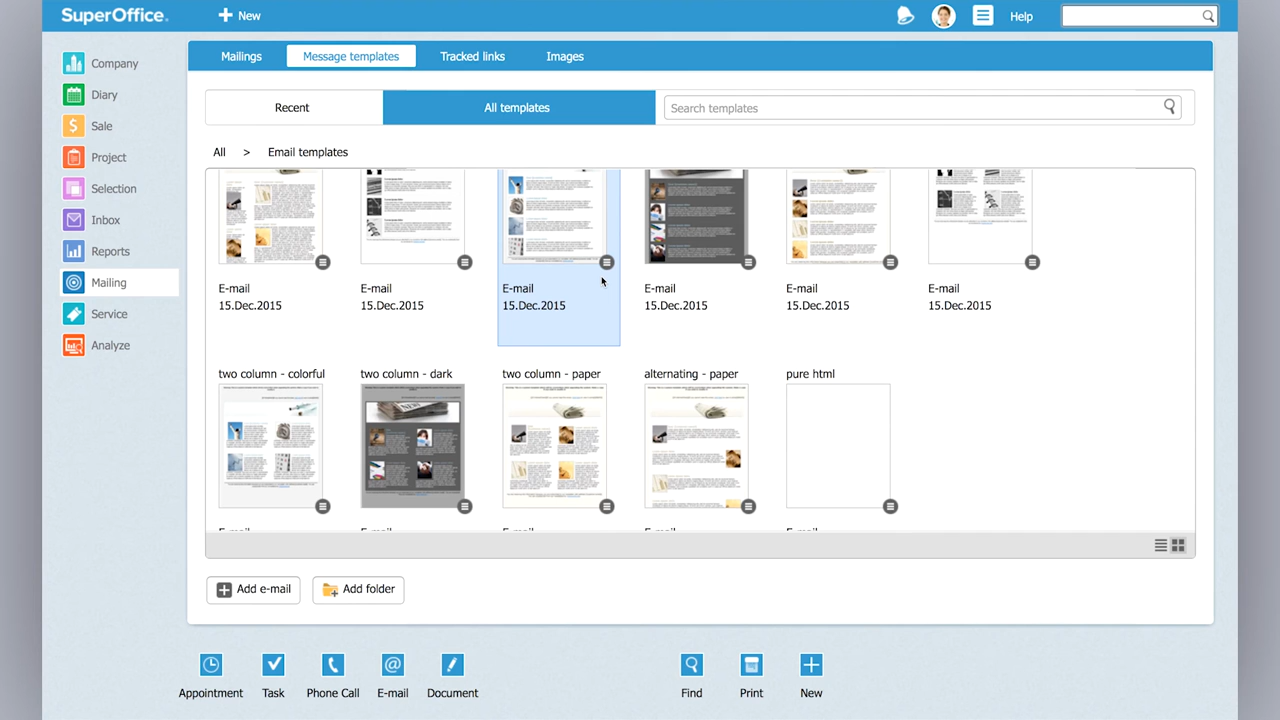 SuperOffice.
New
Help
Company
Diary
Sale
Project
Selection
Inbox
Reports
Mailing
Service
Analyze
Mailings
Message templates
Tracked links
Images
Recent
All templates
Search templates
All > Email templates
E-mail
15.Dec.2015
E-mail
15.Dec.2015
E-mail
15.Dec.2015
E-mail
15.Dec.2015
E-mail
15.Dec.2015
E-mail
15.Dec.2015
two column - colorful
two column - dark
two column - paper
alternating - paper
pure html
Add e-mail
Add folder
Appointment
Task
Phone Call
E-mail
Document
Find
Print
New